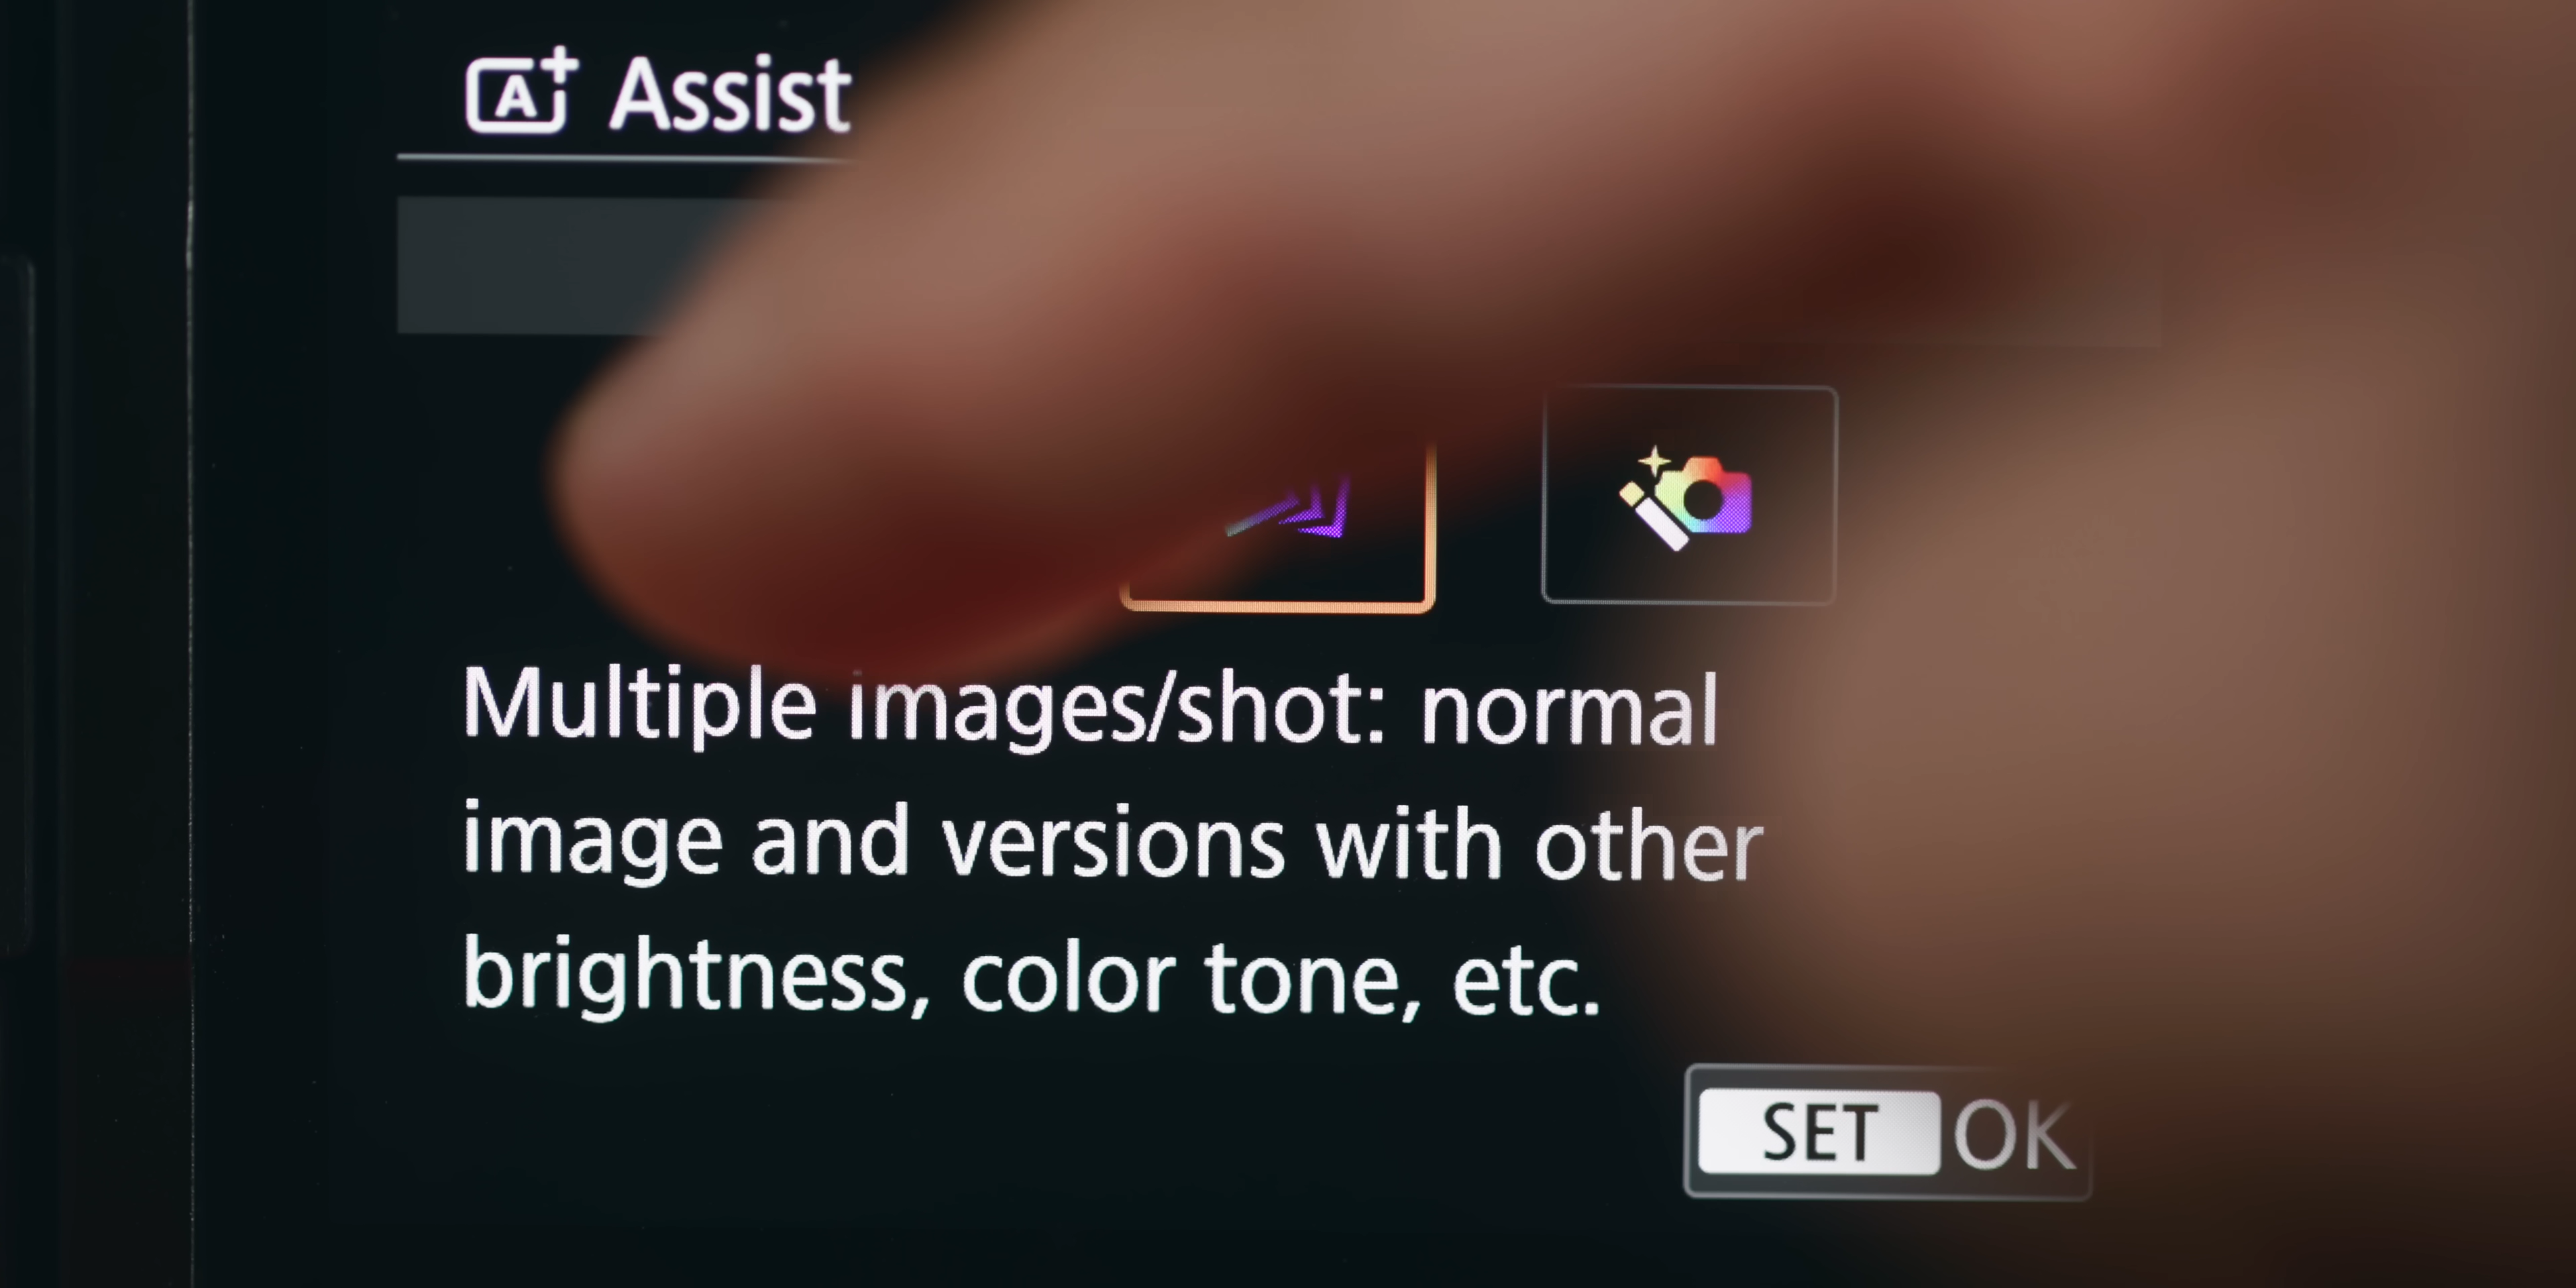 A+ Assist
Multiple images/shot: normal
image and versions with other
brightness, color tone, etc.
SET OK